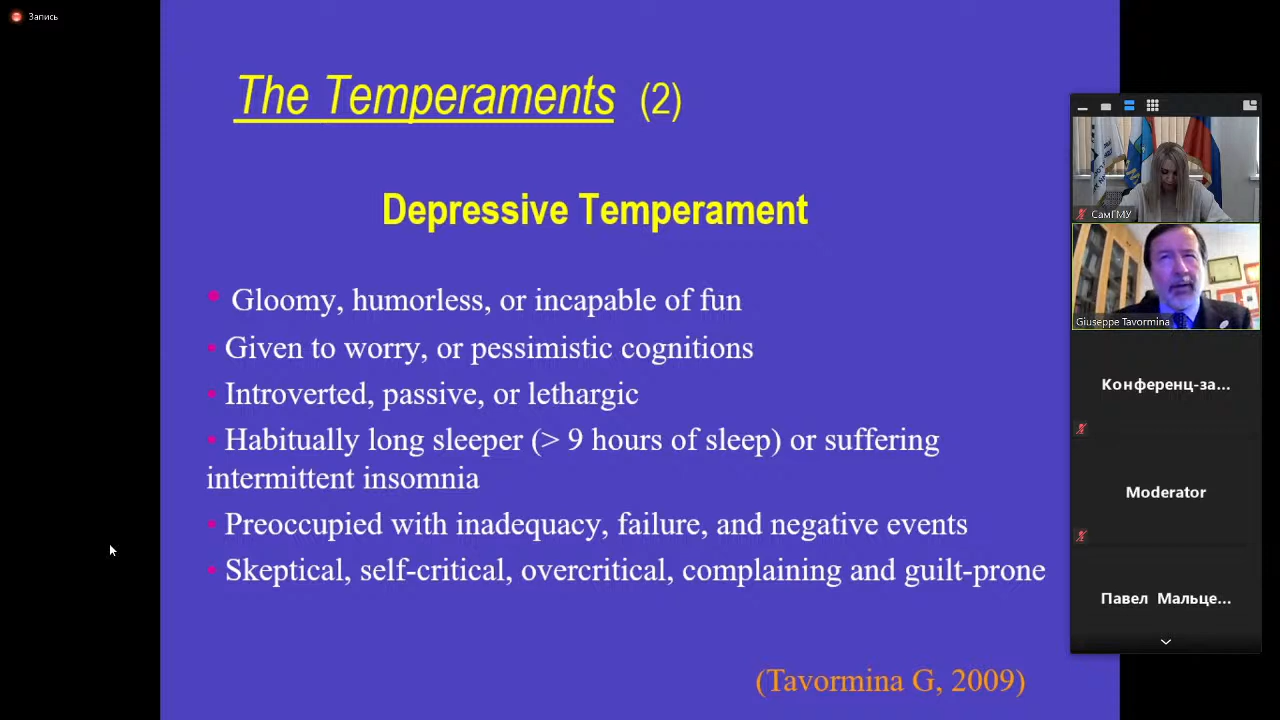 Запись
The Temperaments (2)
Depressive Temperament
• Gloomy, humorless, or incapable of fun
• Given to worry, or pessimistic cognitions
• Introverted, passive, or lethargic
• Habitually long sleeper (> 9 hours of sleep) or suffering
intermittent insomnia
• Preoccupied with inadequacy, failure, and negative events
• Skeptical, self-critical, overcritical, complaining and guilt-prone
(Tavormina G, 2009)
СамГМУ
Giuseppe Tavormina
Конференц-за...
Moderator
Павел Мальце...